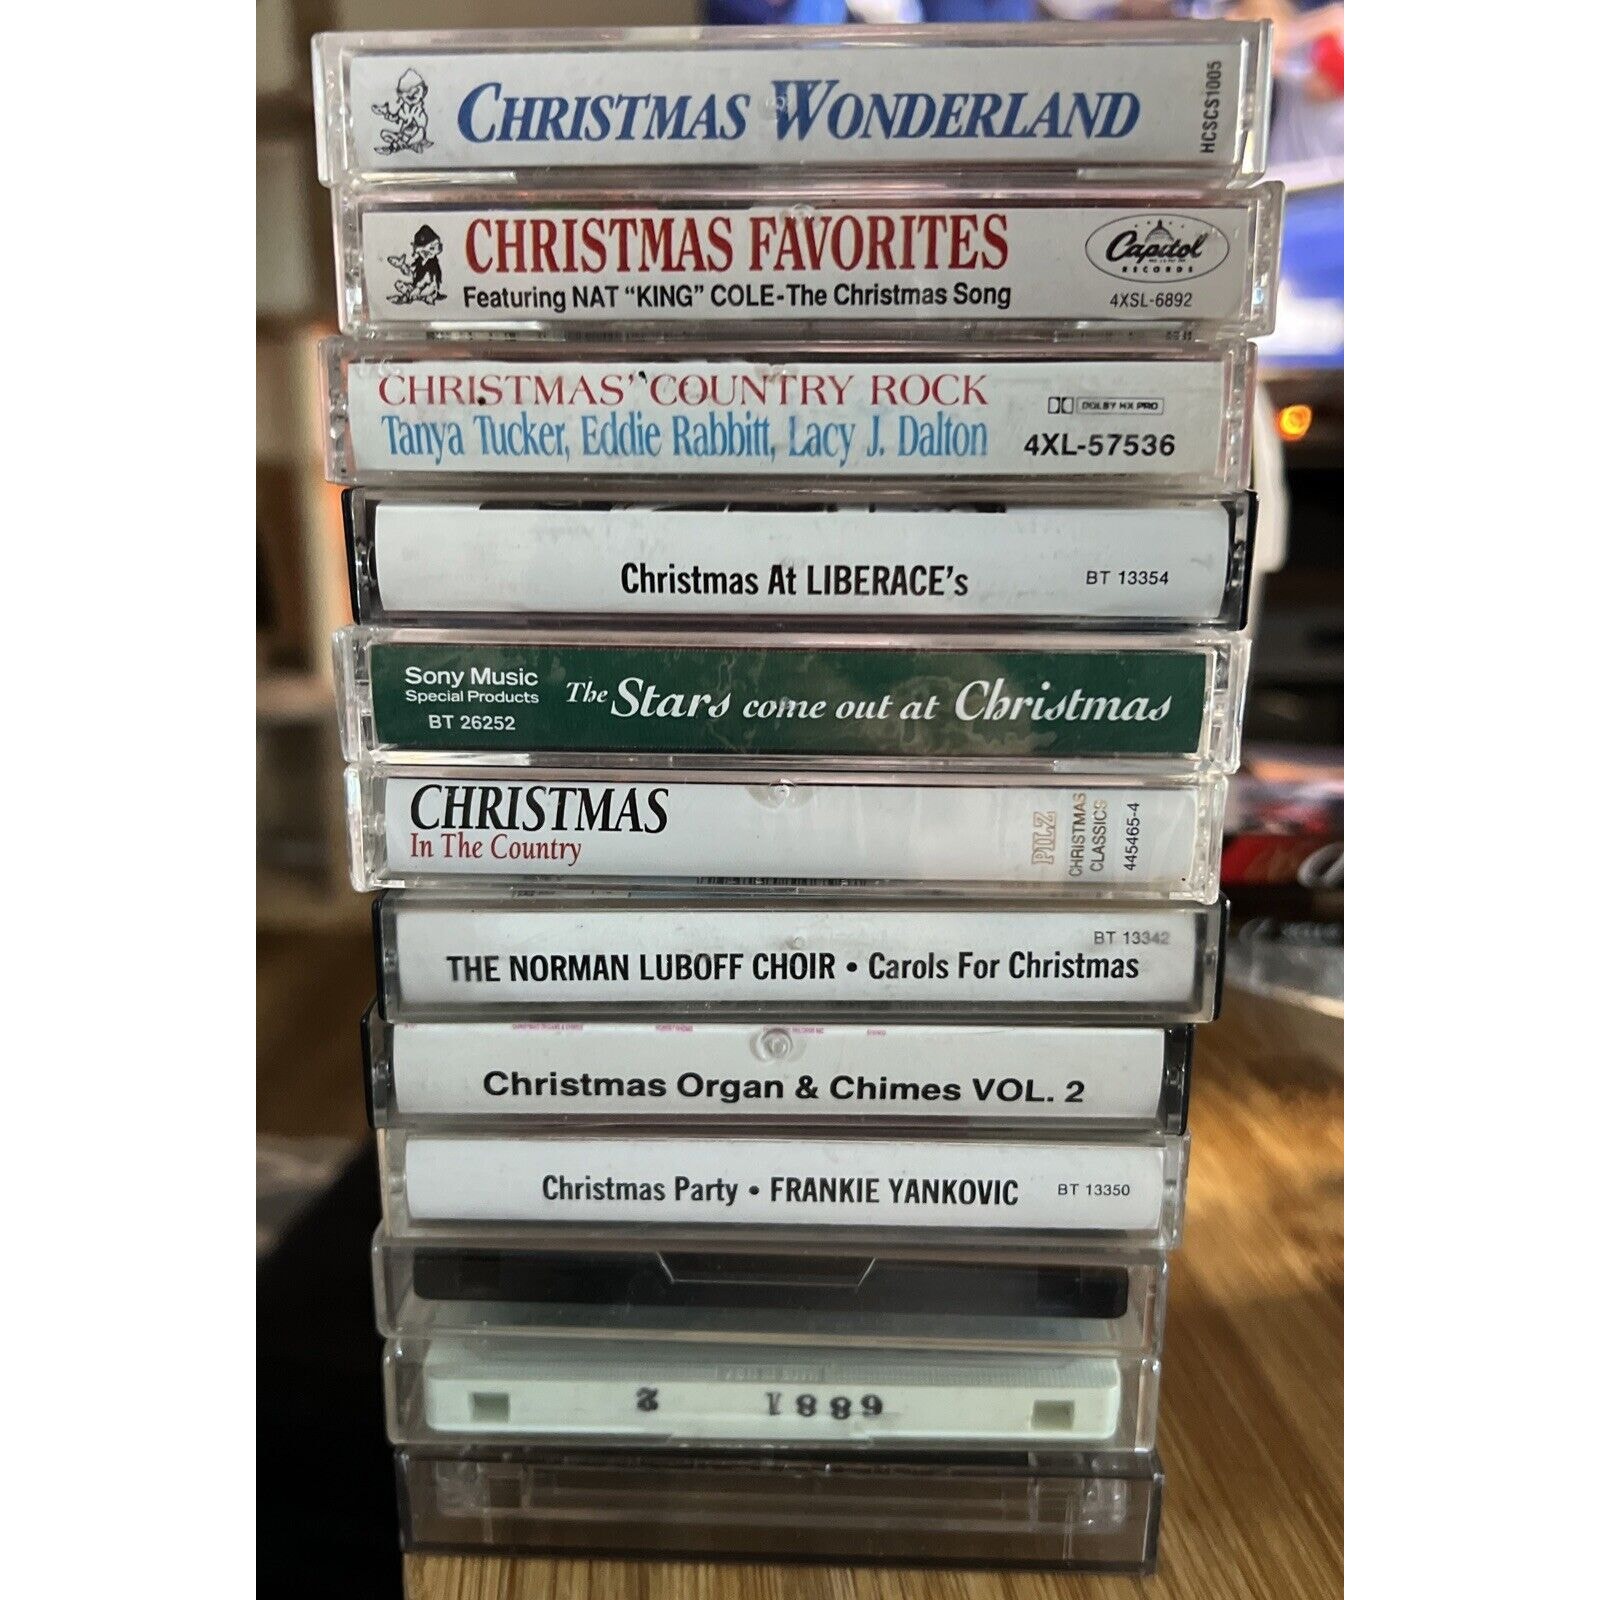 CHRISTMAS WONDERLAND
HCSCS1005
CHRISTMAS FAVORITES
Featuring NAT "KING" COLE-The Christmas Song
Capitol
RECORDS
4XSL-6892
CHRISTMAS COUNTRY ROCK
Tanya Tucker, Eddie Rabbitt, Lacy J. Dalton
DOLBY HX PRO
4XL-57536
Christmas At LIBERACE's
BT 13354
Sony Music
Special Products
BT 26252
The Stars come out at Christmas
CHRISTMAS
In The Country
PILZ
CHRISTMAS
CLASSICS
445465-4
BT 13342
THE NORMAN LUBOFF CHOIR • Carols For Christmas
Christmas Organ & Chimes VOL. 2
Christmas Party • FRANKIE YANKOVIC
BT 13350
2 1889